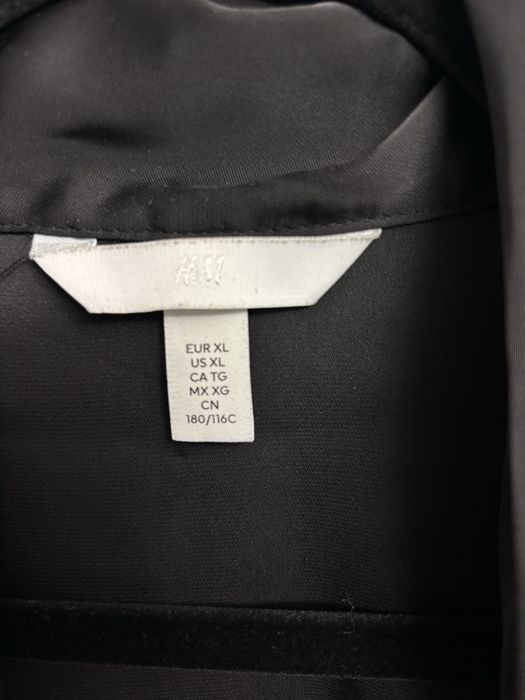 H&M
EUR XL
US XL
CA TG
MX XG
CN
180/116C